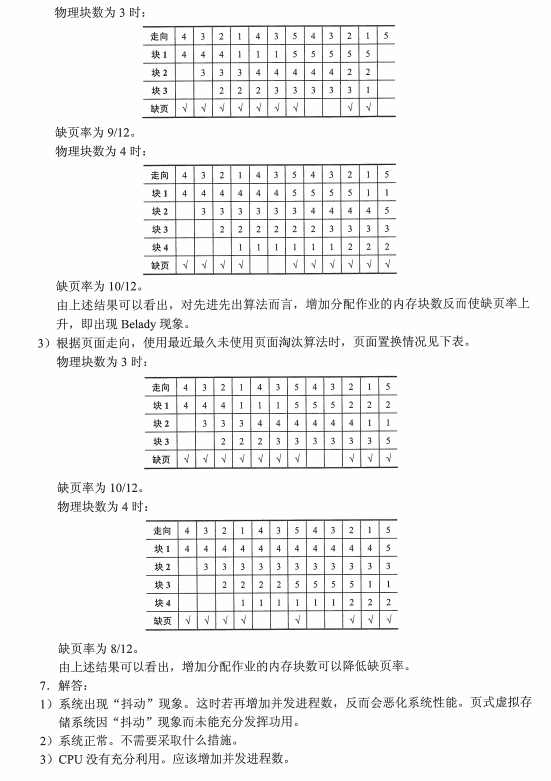 物理块数为 3 时：
走向 4 3 2 1 4 3 5 4 3 2 1 5
块 1 4 4 4 1 1 1 5 5 5 5 5
块 2 3 3 3 4 4 4 4 4 2 2
块 3 2 2 2 3 3 3 3 3 1
缺页 √ √ √ √ √ √ √ √ √
缺页率为 9/12。
物理块数为 4 时：
走向 4 3 2 1 4 3 5 4 3 2 1 5
块 1 4 4 4 4 4 4 5 5 5 5 1 1
块 2 3 3 3 3 3 3 4 4 4 4 5
块 3 2 2 2 2 2 2 3 3 3 3
块 4 1 1 1 1 1 1 2 2 2
缺页 √ √ √ √ √ √ √ √ √ √
缺页率为 10/12。
由上述结果可以看出，对先进先出算法而言，增加分配作业的内存块数反而使缺页率上
升，即出现 Belady 现象。
3）根据页面走向，使用最近最久未使用页面淘汰算法时，页面置换情况见下表。
物理块数为 3 时：
走向 4 3 2 1 4 3 5 4 3 2 1 5
块 1 4 4 4 1 1 1 5 5 5 2 2 2
块 2 3 3 3 4 4 4 4 4 4 1 1
块 3 2 2 2 3 3 3 3 3 3 5
缺页 √ √ √ √ √ √ √ √ √ √
缺页率为 10/12。
物理块数为 4 时：
走向 4 3 2 1 4 3 5 4 3 2 1 5
块 1 4 4 4 4 4 4 4 4 4 4 4 5
块 2 3 3 3 3 3 3 3 3 3 3 3
块 3 2 2 2 2 5 5 5 5 1 1
块 4 1 1 1 1 1 1 2 2 2
缺页 √ √ √ √ √ √ √ √
缺页率为 8/12。
由上述结果可以看出，增加分配作业的内存块数可以降低缺页率。
7．解答：
1）系统出现“抖动”现象。这时若再增加并发进程数，反而会恶化系统性能。页式虚拟存
储系统因“抖动”现象而未能充分发挥功用。
2）系统正常。不需要采取什么措施。
3）CPU 没有充分利用。应该增加并发进程数。